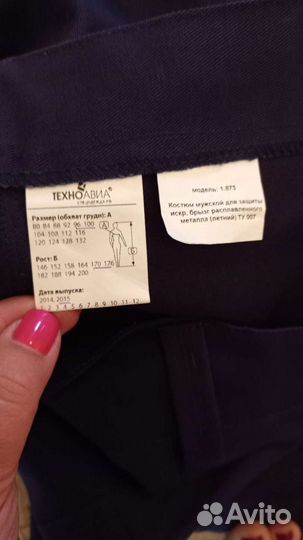 ТЕХНОАВИА®
СПЕЦОДЕЖДА
Размер (обхват груди): А
80 84 88 92 96 100
104 108 112 116
120 124 128 132
Рост: Б
146 152 158 164 170 176
182 188 194 200
Дата выпуска:
2014, 2015
1 2 3 4 5 6 7 8 9 10 11 12
А
Б
модель: 1.875
Костюм мужской для защиты
искр, брызг расплавленного
металла (летний) ТУ 007
Avito